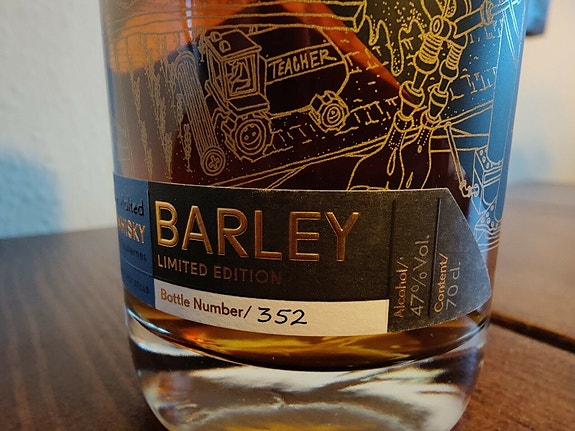 TEACHER
BARLEY
LIMITED EDITION
Bottle Number/ 352
Alcohol/
47% Vol.
Content/
70 cl.